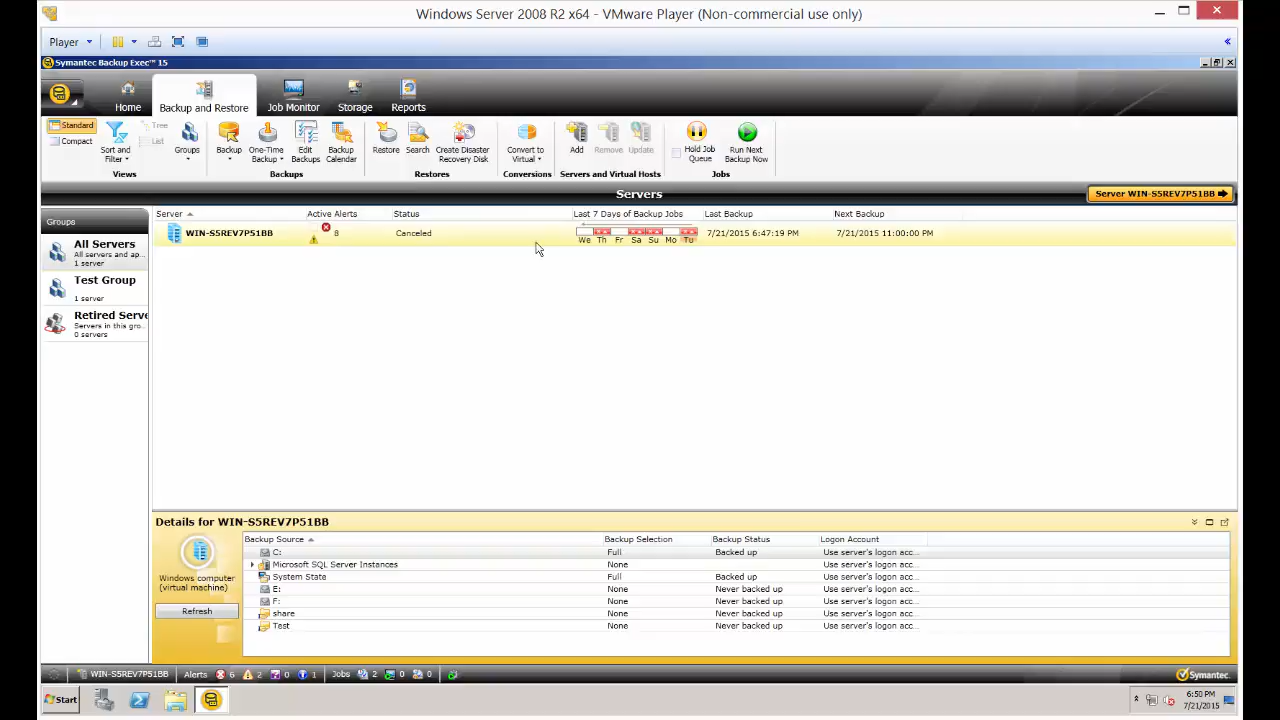 Windows Server 2008 R2 x64 - VMware Player (Non-commercial use only)
Player
Symantec Backup Exec™ 15
Home
Backup and Restore
Job Monitor
Storage
Reports
Standard
Compact
Tree
List
Sort and Filter
Groups
Views
Backup
One-Time Backup
Edit Backups
Backup Calendar
Backups
Restore
Search
Create Disaster Recovery Disk
Restores
Convert to Virtual
Conversions
Add
Remove
Update
Servers and Virtual Hosts
Hold Job Queue
Run Next Backup Now
Jobs
Servers
Server WIN-S5REV7P51BB
Groups
All Servers
All servers and ap...
1 server
Test Group
1 server
Retired Serve
Servers in this gro...
0 servers
Server Active Alerts Status Last 7 Days of Backup Jobs Last Backup Next Backup
WIN-S5REV7P51BB 8 Canceled We Th Fr Sa Su Mo Tu 7/21/2015 6:47:19 PM 7/21/2015 11:00:00 PM
Details for WIN-S5REV7P51BB
Windows computer
(virtual machine)
Refresh
Backup Source Backup Selection Backup Status Logon Account
C: Full Backed up Use server's logon acc...
Microsoft SQL Server Instances None Use server's logon acc...
System State Full Backed up Use server's logon acc...
E: None Never backed up Use server's logon acc...
F: None Never backed up Use server's logon acc...
share None Never backed up Use server's logon acc...
Test None Never backed up Use server's logon acc...
WIN-S5REV7P51BB Alerts 6 2 0 1 Jobs 2 0 0
Symantec.
Start
6:50 PM
7/21/2015